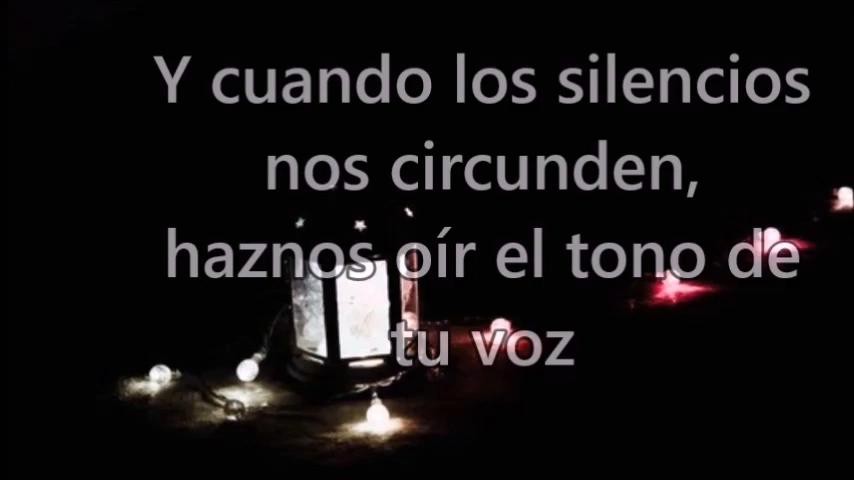 Y cuando los silencios
nos circunden,
haznos oír el tono de
tu voz